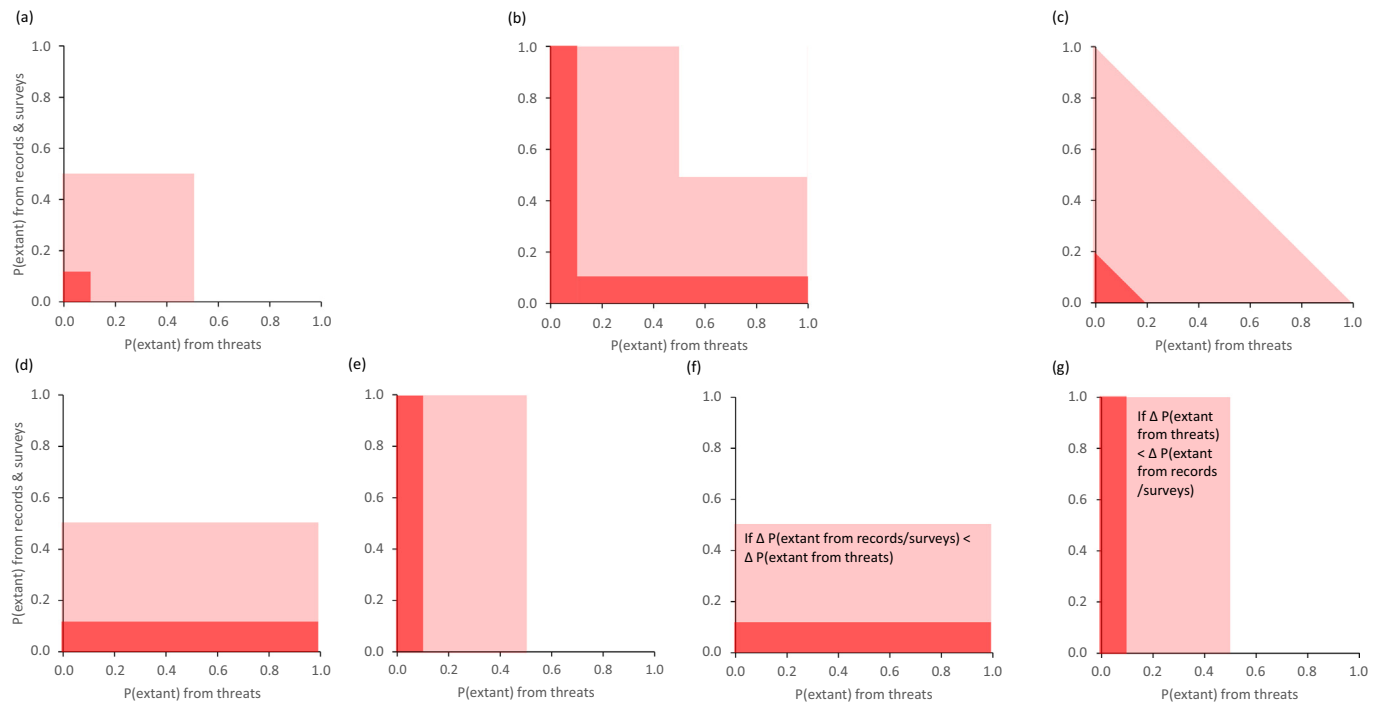 (a)
P(extant) from records & surveys
1.0
0.8
0.6
0.4
0.2
0.0
0.0 0.2 0.4 0.6 0.8 1.0
P(extant) from threats
(b)
1.0
0.8
0.6
0.4
0.2
0.0
0.0 0.2 0.4 0.6 0.8 1.0
P(extant) from threats
(c)
1.0
0.8
0.6
0.4
0.2
0.0
0.0 0.2 0.4 0.6 0.8 1.0
P(extant) from threats
(d)
P(extant) from records & surveys
1.0
0.8
0.6
0.4
0.2
0.0
0.0 0.2 0.4 0.6 0.8 1.0
P(extant) from threats
(e)
1.0
0.8
0.6
0.4
0.2
0.0
0.0 0.2 0.4 0.6 0.8 1.0
P(extant) from threats
(f)
1.0
0.8
0.6
0.4
0.2
0.0
If Δ P(extant from records/surveys) <
Δ P(extant from threats)
0.0 0.2 0.4 0.6 0.8 1.0
P(extant) from threats
(g)
1.0
0.8
0.6
0.4
0.2
0.0
If Δ P(extant
from threats)
< Δ P(extant
from records
/surveys)
0.0 0.2 0.4 0.6 0.8 1.0
P(extant) from threats